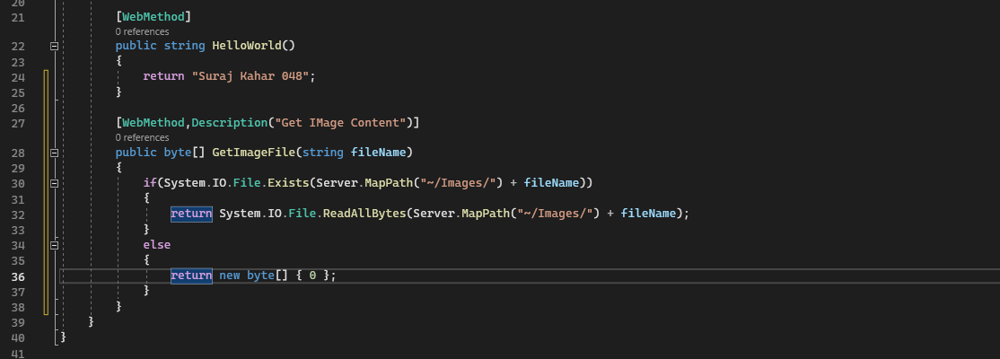 20
21 [WebMethod]
0 references
22 public string HelloWorld()
23 {
24 return "Suraj Kahar 048";
25 }
26
27 [WebMethod,Description("Get IMage Content")]
0 references
28 public byte[] GetImageFile(string fileName)
29 {
30 if(System.IO.File.Exists(Server.MapPath("~/Images/") + fileName))
31 {
32 return System.IO.File.ReadAllBytes(Server.MapPath("~/Images/") + fileName);
33 }
34 else
35 {
36 return new byte[] { 0 };
37 }
38 }
39 }
40 }
41